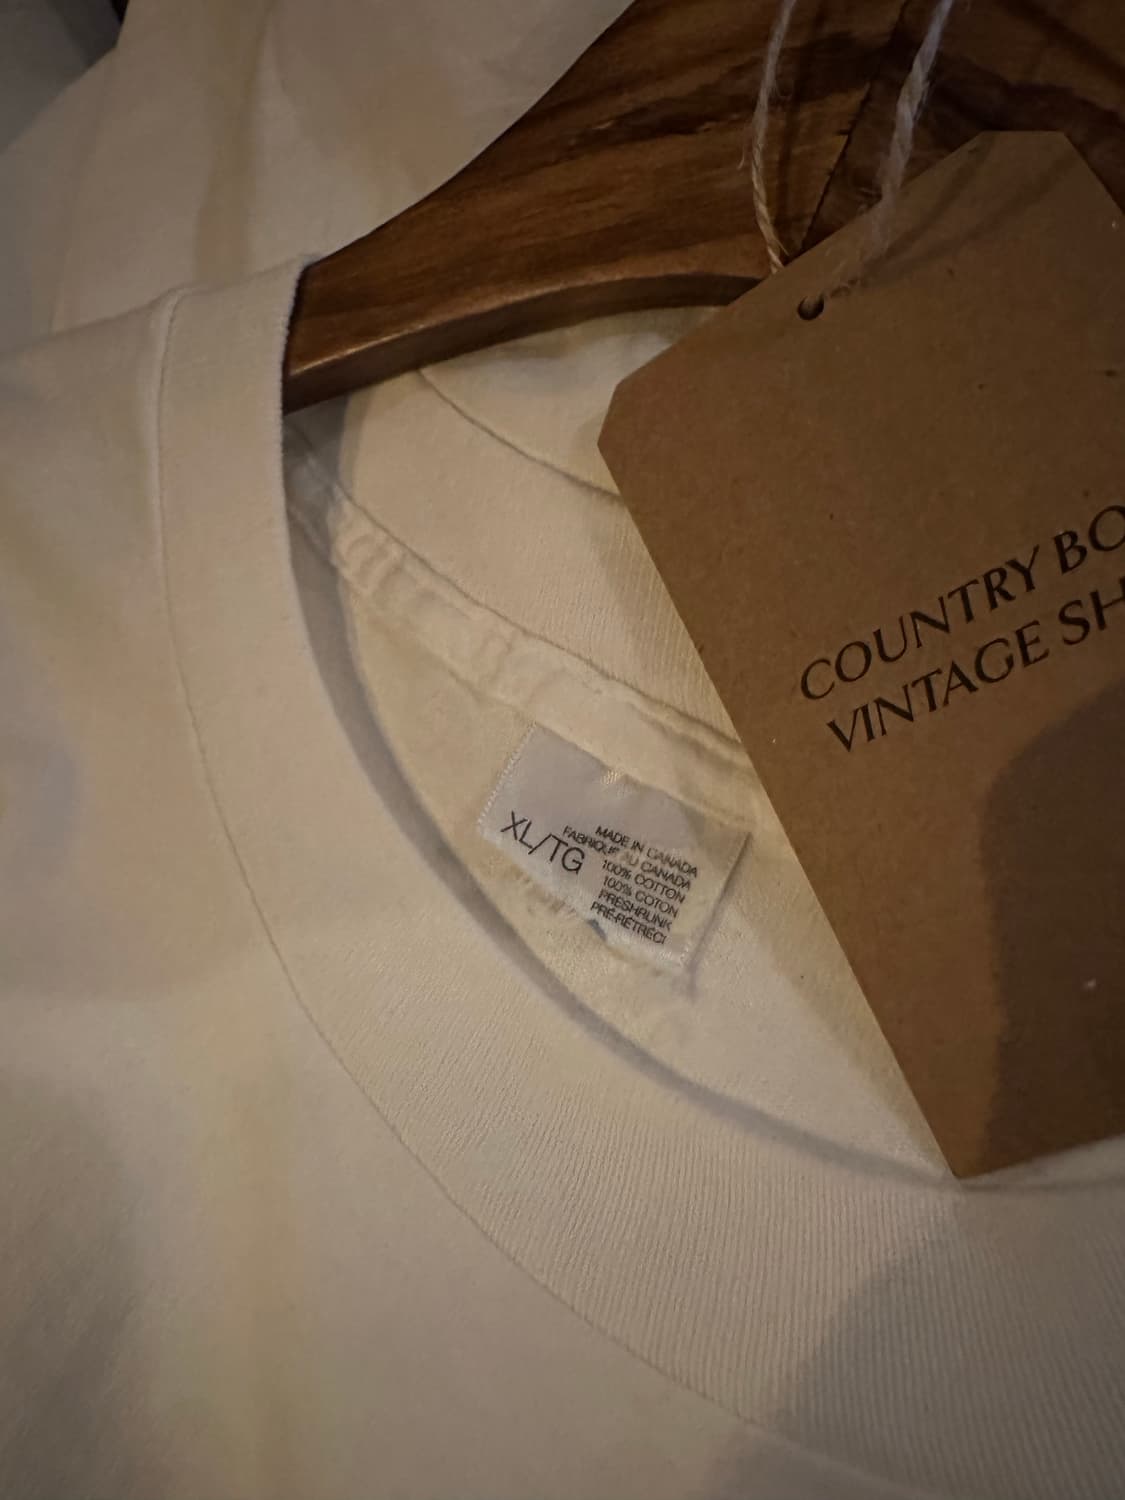 COUNTRY BO
VINTAGE SH
XL/TG
MADE IN CANADA
FABRIQUÉ AU CANADA
100% COTTON
100% COTON
PRESHRUNK
PRÉ-RÉTRÉCI